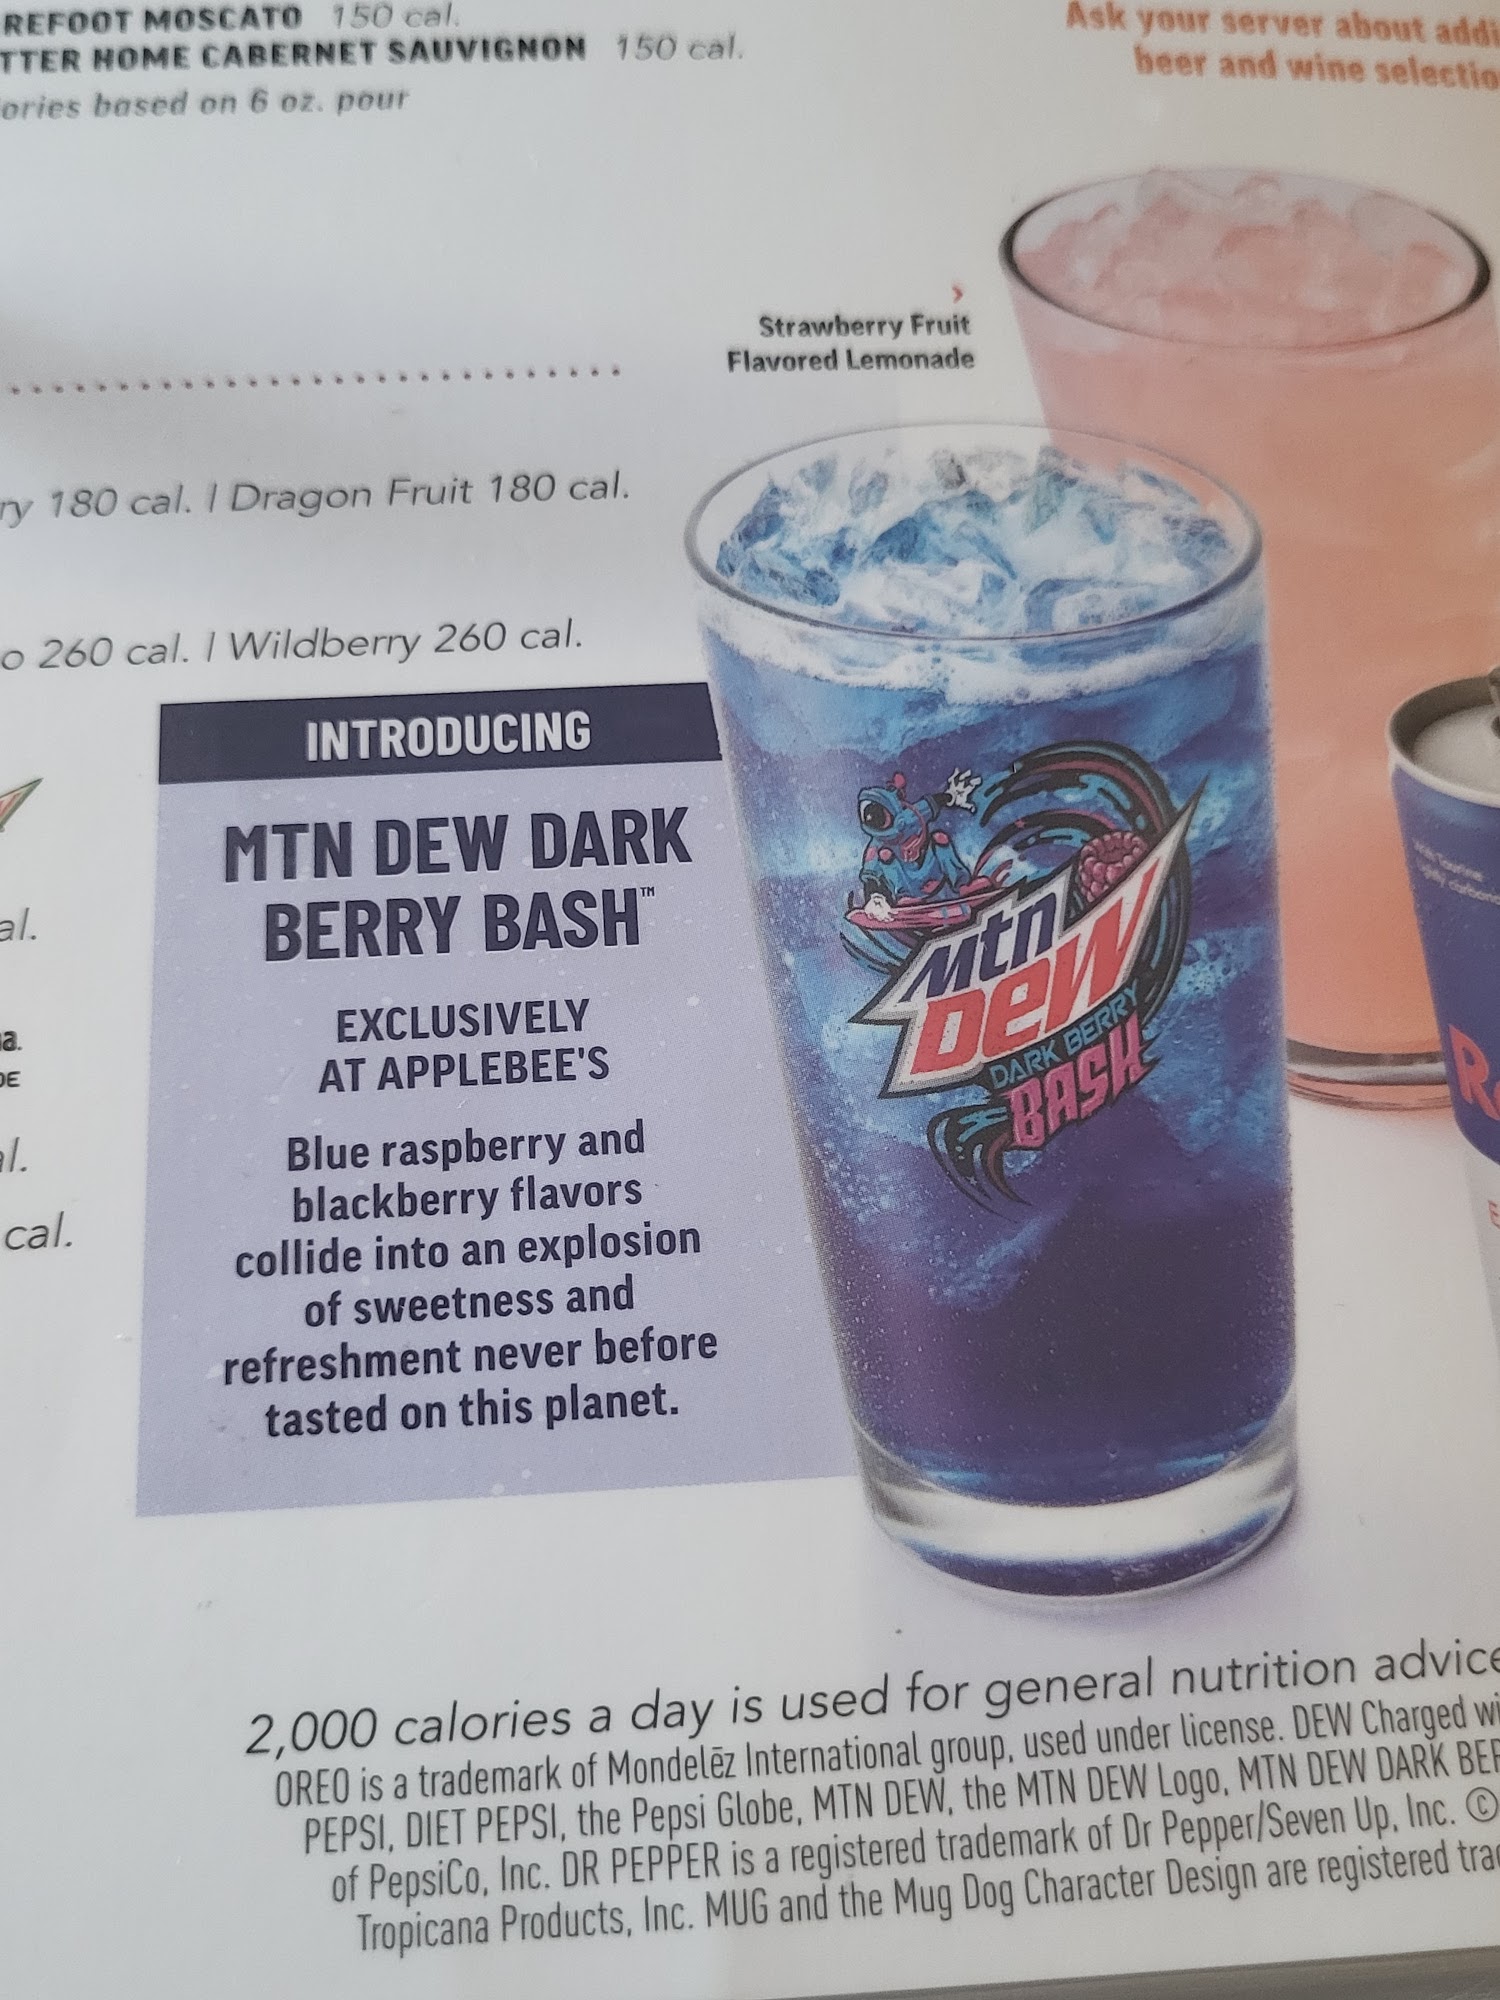 REFOOT MOSCATO 150 cal.
TTER HOME CABERNET SAUVIGNON 150 cal.
ories based on 6 oz. pour
Ask your server about addi
beer and wine selectio
Strawberry Fruit
Flavored Lemonade
ry 180 cal. | Dragon Fruit 180 cal.
o 260 cal. | Wildberry 260 cal.
INTRODUCING
MTN DEW DARK
BERRY BASH™
EXCLUSIVELY
AT APPLEBEE'S
Blue raspberry and
blackberry flavors
collide into an explosion
of sweetness and
refreshment never before
tasted on this planet.
al.
a.
DE
al.
cal.
mtn
DEW
DARK BERRY
BASH
With Taurine
R
2,000 calories a day is used for general nutrition advice
OREO is a trademark of Mondelēz International group, used under license. DEW Charged wi
PEPSI, DIET PEPSI, the Pepsi Globe, MTN DEW, the MTN DEW Logo, MTN DEW DARK BER
of PepsiCo, Inc. DR PEPPER is a registered trademark of Dr Pepper/Seven Up, Inc. ©
Tropicana Products, Inc. MUG and the Mug Dog Character Design are registered trad